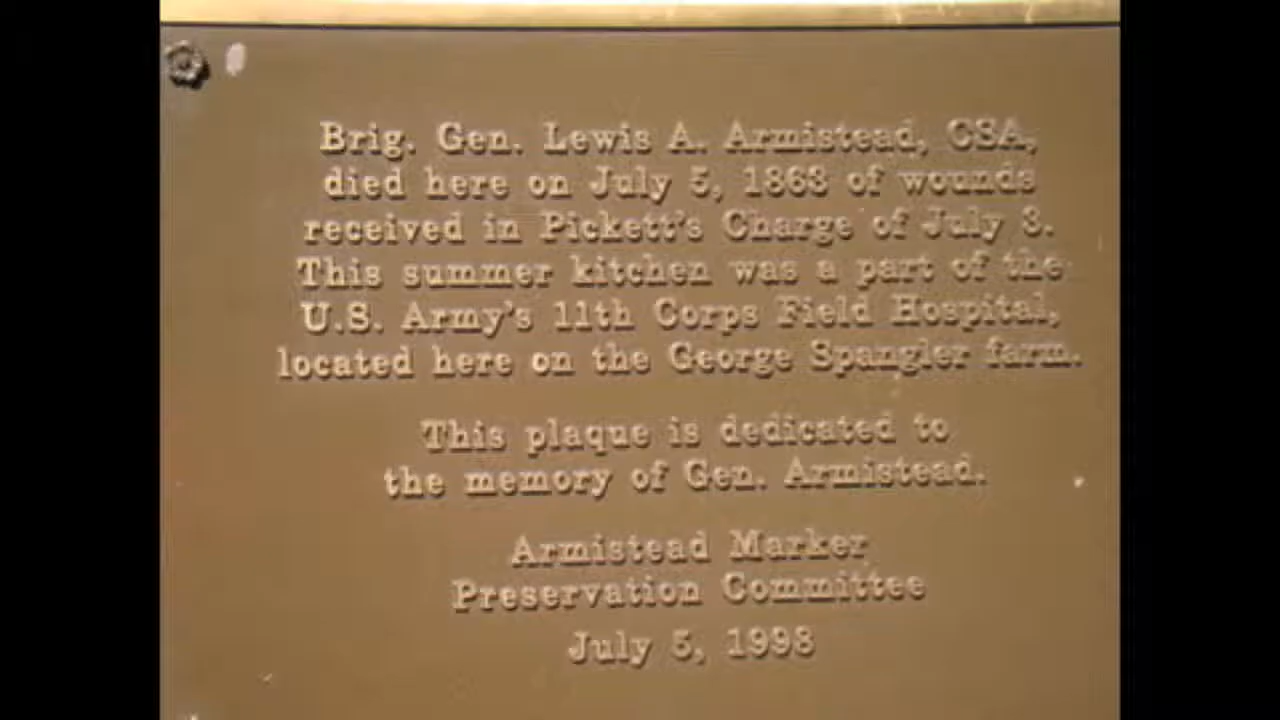 Brig. Gen. Lewis A. Armistead, CSA,
died here on July 5, 1863 of wounds
received in Pickett's Charge of July 3.
This summer kitchen was a part of the
U.S. Army's 11th Corps Field Hospital,
located here on the George Spangler farm.
This plaque is dedicated to
the memory of Gen. Armistead.
Armistead Marker
Preservation Committee
July 5, 1998